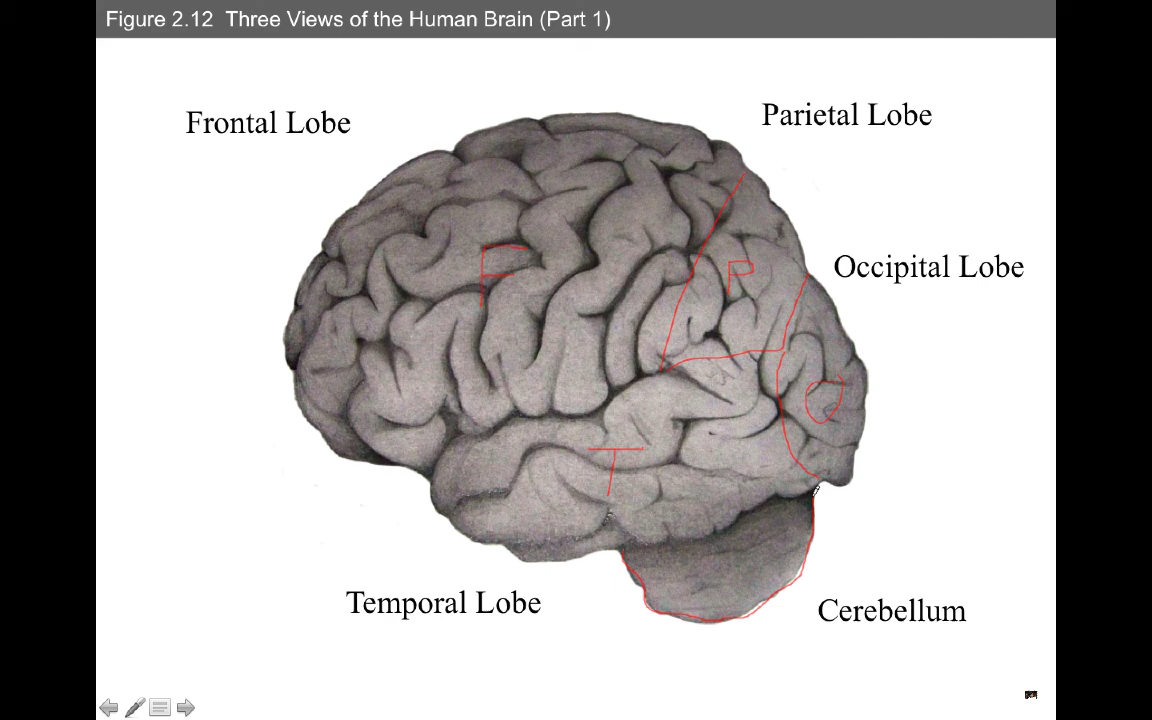 Figure 2.12 Three Views of the Human Brain (Part 1)
Frontal Lobe
Parietal Lobe
F
P
Occipital Lobe
O
T
Temporal Lobe
Cerebellum